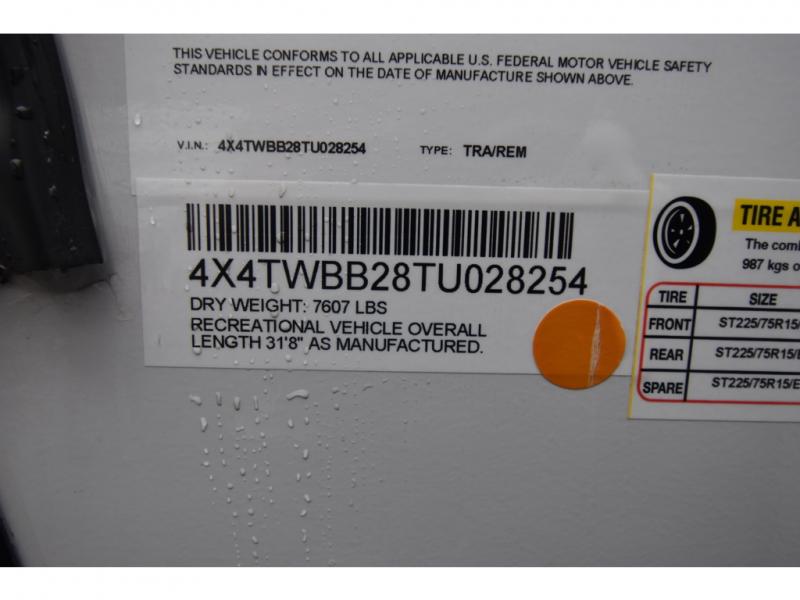 THIS VEHICLE CONFORMS TO ALL APPLICABLE U.S. FEDERAL MOTOR VEHICLE SAFETY
STANDARDS IN EFFECT ON THE DATE OF MANUFACTURE SHOWN ABOVE.
V.I.N.: 4X4TWBB28TU028254 TYPE: TRA/REM
4X4TWBB28TU028254
DRY WEIGHT: 7607 LBS
RECREATIONAL VEHICLE OVERALL
LENGTH 31'8" AS MANUFACTURED.
TIRE A
The com
987 kgs o
TIRE SIZE
FRONT ST225/75R15/
REAR ST225/75R15/E
SPARE ST225/75R15/E